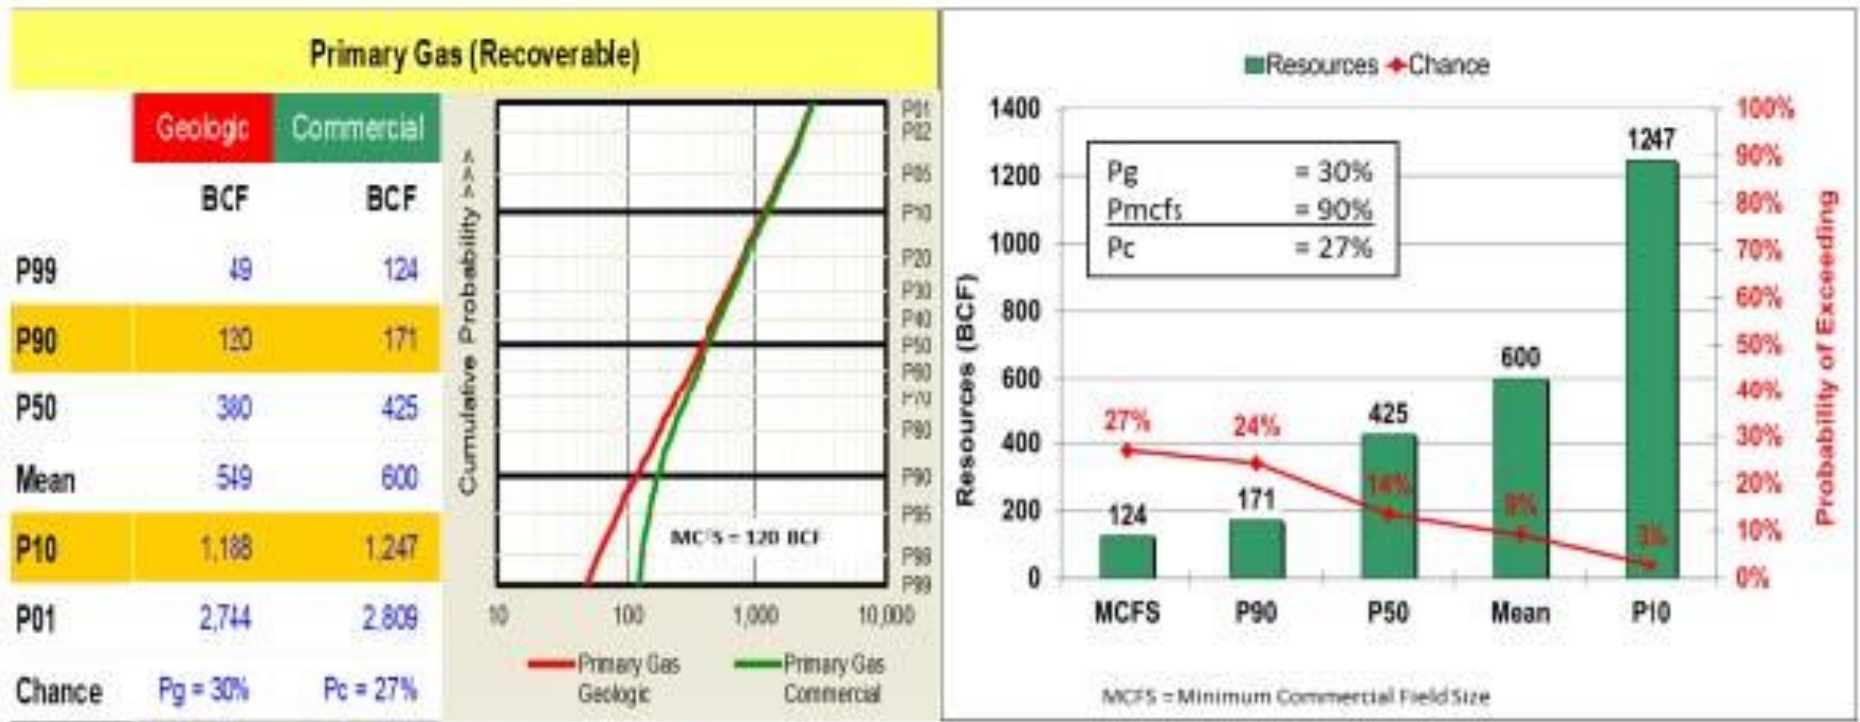 Primary Gas (Recoverable)
Geologic Commercial
BCF BCF
P99 49 124
P90 120 171
P50 380 425
Mean 549 600
P10 1,188 1,247
P01 2,744 2,809
Chance Pg = 30% Pc = 27%
Cumulative Probability >>>
P01
P02
P05
P10
P20
P30
P40
P50
P60
P70
P80
P90
P95
P98
P99
MCFS = 120 BCF
10 100 1,000 10,000
Primary Gas Geologic
Primary Gas Commercial
Resources Chance
Resources (BCF)
1400
1200
1000
800
600
400
200
0
Pg = 30%
Pmcfs = 90%
Pc = 27%
124
171
425
600
1247
27%
24%
14%
9%
3%
100%
90%
80%
70%
60%
50%
40%
30%
20%
10%
0%
Probability of Exceeding
MCFS P90 P50 Mean P10
MCFS = Minimum Commercial Field Size